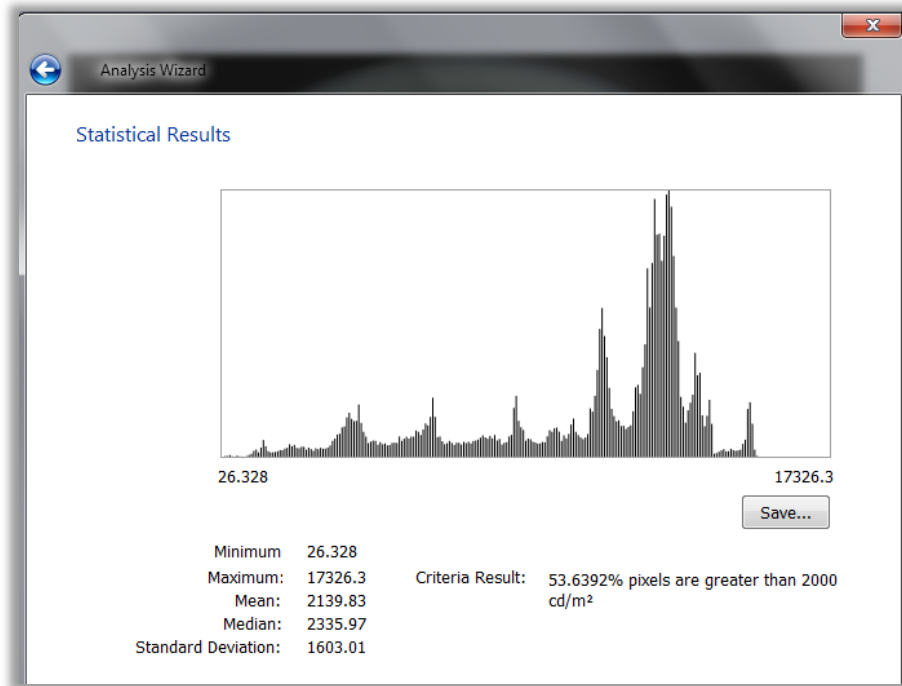 Analysis Wizard
Statistical Results
26.328
17326.3
Save...
Minimum 26.328
Maximum: 17326.3
Mean: 2139.83
Median: 2335.97
Standard Deviation: 1603.01
Criteria Result: 53.6392% pixels are greater than 2000
cd/m²